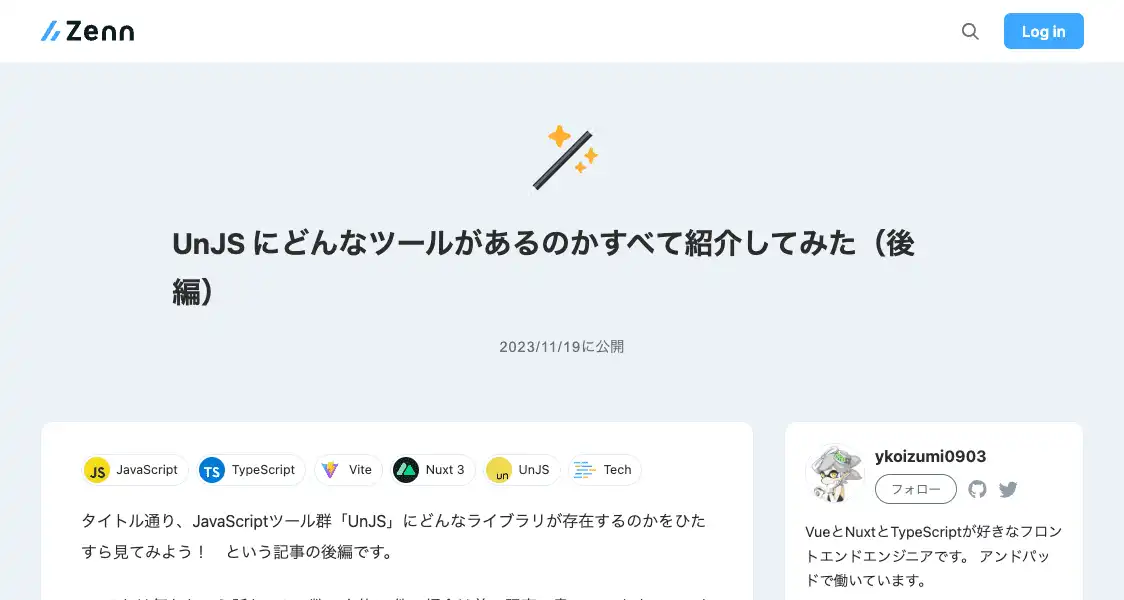 Zenn
Log in
UnJS にどんなツールがあるのかすべて紹介してみた（後
編）
2023/11/19に公開
JS JavaScript TS TypeScript Vite Nuxt 3 un UnJS Tech
タイトル通り、JavaScriptツール群「UnJS」にどんなライブラリが存在するのかをひた
すら見てみよう！　という記事の後編です。
ykoizumi0903
フォロー
VueとNuxtとTypeScriptが好きなフロン
トエンドエンジニアです。 アンドパッ
ドで働いています。